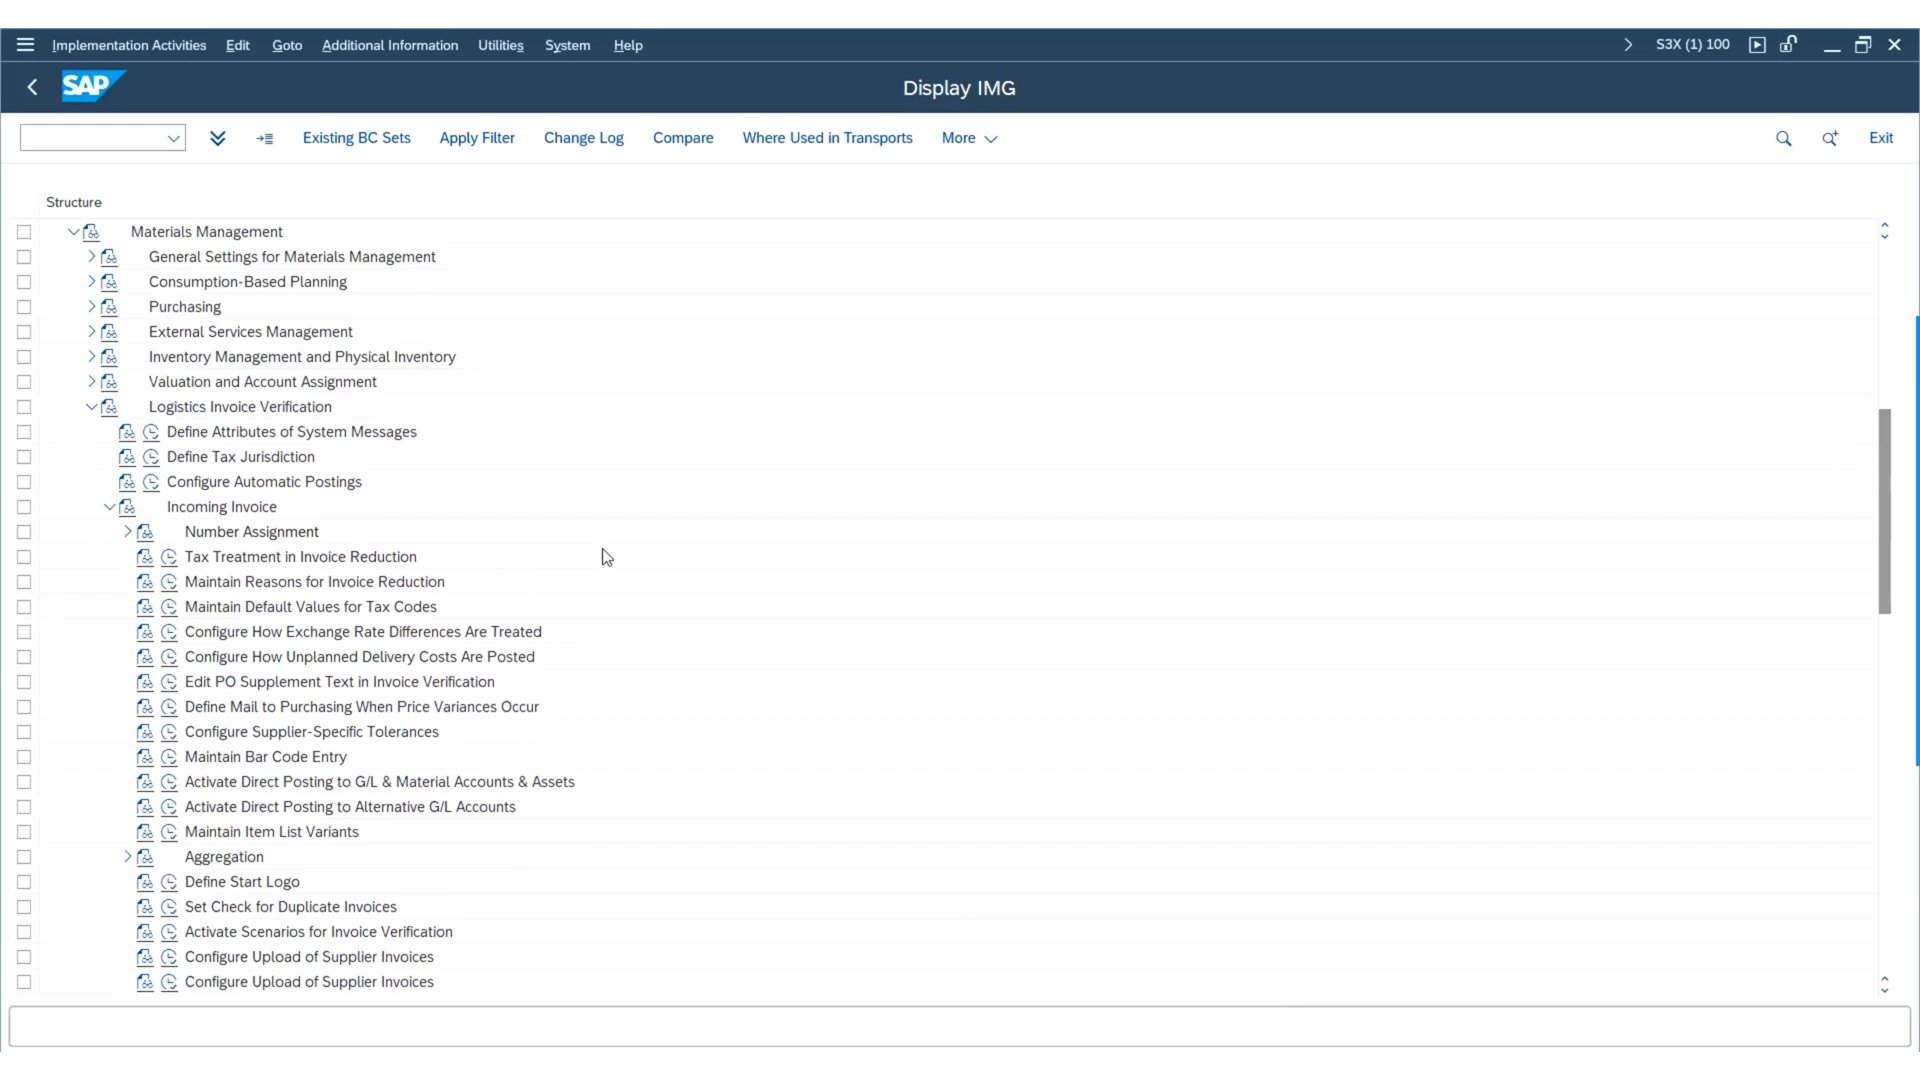 Implementation Activities Edit Goto Additional Information Utilities System Help S3X (1) 100
SAP Display IMG
Existing BC Sets Apply Filter Change Log Compare Where Used in Transports More Exit
Structure
Materials Management
General Settings for Materials Management
Consumption-Based Planning
Purchasing
External Services Management
Inventory Management and Physical Inventory
Valuation and Account Assignment
Logistics Invoice Verification
Define Attributes of System Messages
Define Tax Jurisdiction
Configure Automatic Postings
Incoming Invoice
Number Assignment
Tax Treatment in Invoice Reduction
Maintain Reasons for Invoice Reduction
Maintain Default Values for Tax Codes
Configure How Exchange Rate Differences Are Treated
Configure How Unplanned Delivery Costs Are Posted
Edit PO Supplement Text in Invoice Verification
Define Mail to Purchasing When Price Variances Occur
Configure Supplier-Specific Tolerances
Maintain Bar Code Entry
Activate Direct Posting to G/L & Material Accounts & Assets
Activate Direct Posting to Alternative G/L Accounts
Maintain Item List Variants
Aggregation
Define Start Logo
Set Check for Duplicate Invoices
Activate Scenarios for Invoice Verification
Configure Upload of Supplier Invoices
Configure Upload of Supplier Invoices